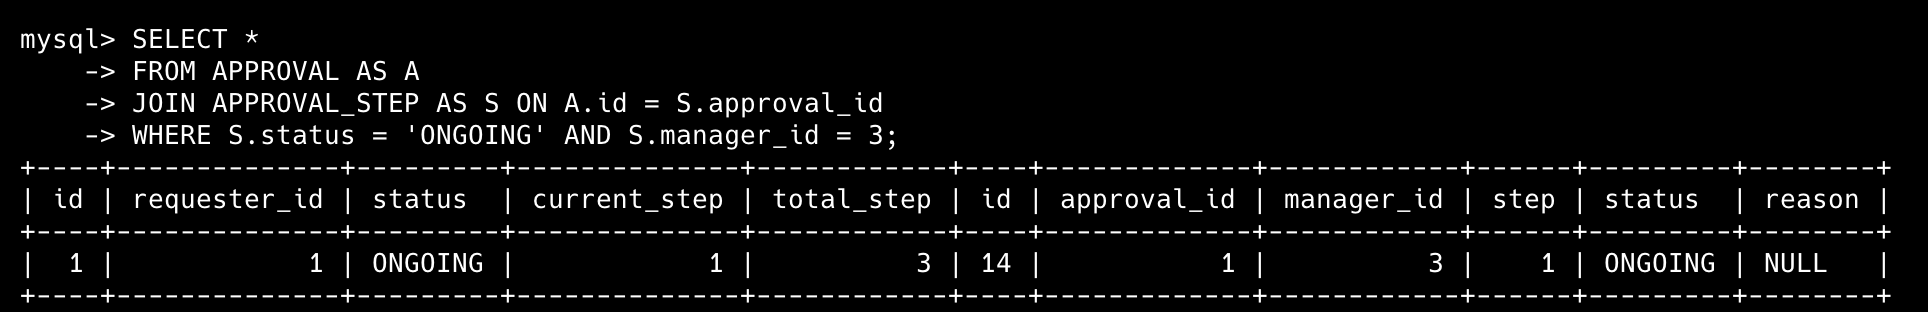 mysql> SELECT *
    -> FROM APPROVAL AS A
    -> JOIN APPROVAL_STEP AS S ON A.id = S.approval_id
    -> WHERE S.status = 'ONGOING' AND S.manager_id = 3;
+----+--------------+---------+--------------+------------+----+-------------+------------+------+---------+--------+
| id | requester_id | status  | current_step | total_step | id | approval_id | manager_id | step | status  | reason |
+----+--------------+---------+--------------+------------+----+-------------+------------+------+---------+--------+
|  1 |            1 | ONGOING |            1 |          3 | 14 |           1 |          3 |    1 | ONGOING | NULL   |
+----+--------------+---------+--------------+------------+----+-------------+------------+------+---------+--------+